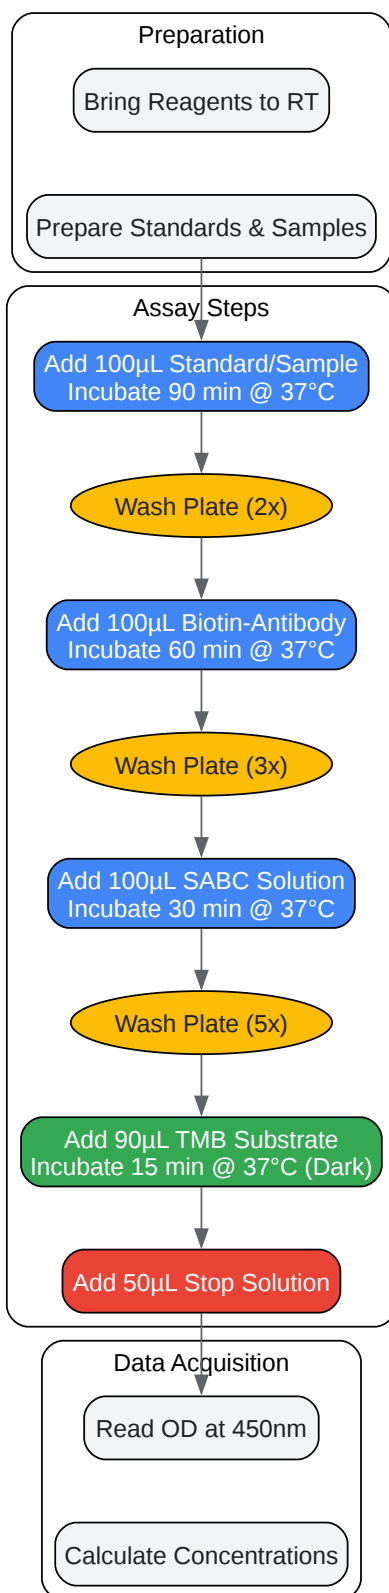 Preparation
Bring Reagents to RT
Prepare Standards & Samples
Assay Steps
Add 100µL Standard/Sample
Incubate 90 min @ 37°C
Wash Plate (2x)
Add 100µL Biotin-Antibody
Incubate 60 min @ 37°C
Wash Plate (3x)
Add 100µL SABC Solution
Incubate 30 min @ 37°C
Wash Plate (5x)
Add 90µL TMB Substrate
Incubate 15 min @ 37°C (Dark)
Add 50µL Stop Solution
Data Acquisition
Read OD at 450nm
Calculate Concentrations